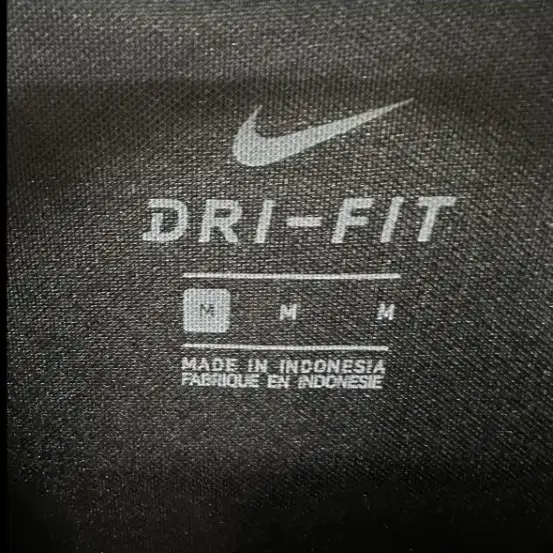 DRI-FIT
M M M
MADE IN INDONESIA
FABRIQUE EN INDONESIE